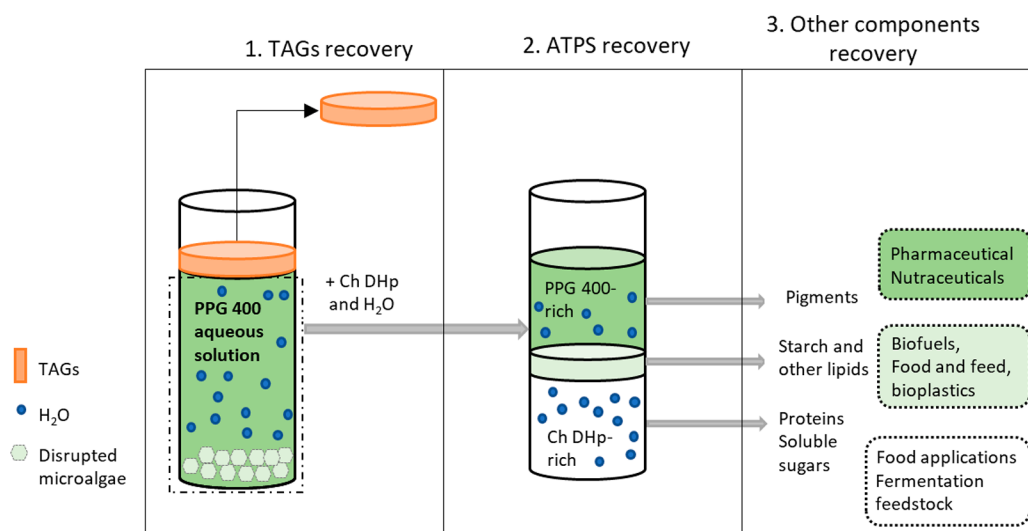 1. TAGs recovery
2. ATPS recovery
3. Other components
recovery
PPG 400
aqueous
solution
+ Ch DHp
and H₂O
TAGs
H₂O
Disrupted
microalgae
PPG 400-
rich
Ch DHp-
rich
Pigments
Starch and
other lipids
Proteins
Soluble
sugars
Pharmaceutical
Nutraceuticals
Biofuels,
Food and feed,
bioplastics
Food applications
Fermentation
feedstock